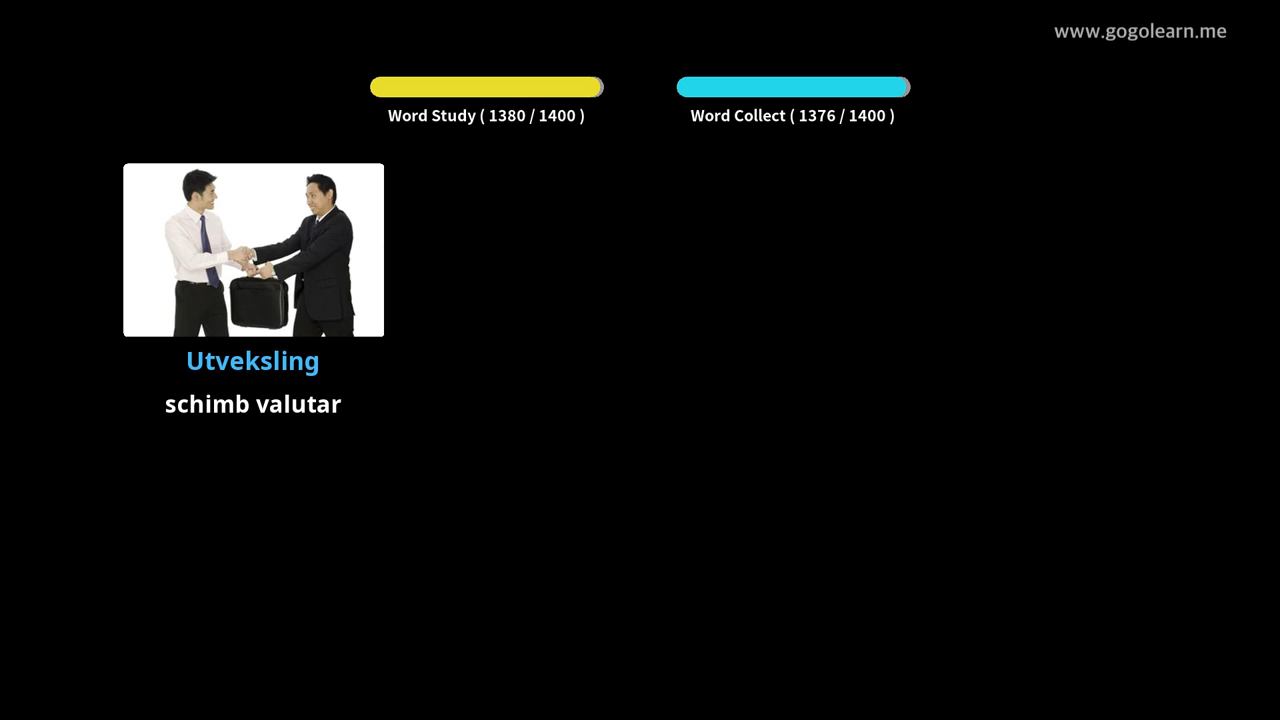 www.gogolearn.me
Word Study ( 1380 / 1400 )
Word Collect ( 1376 / 1400 )
Utveksling
schimb valutar